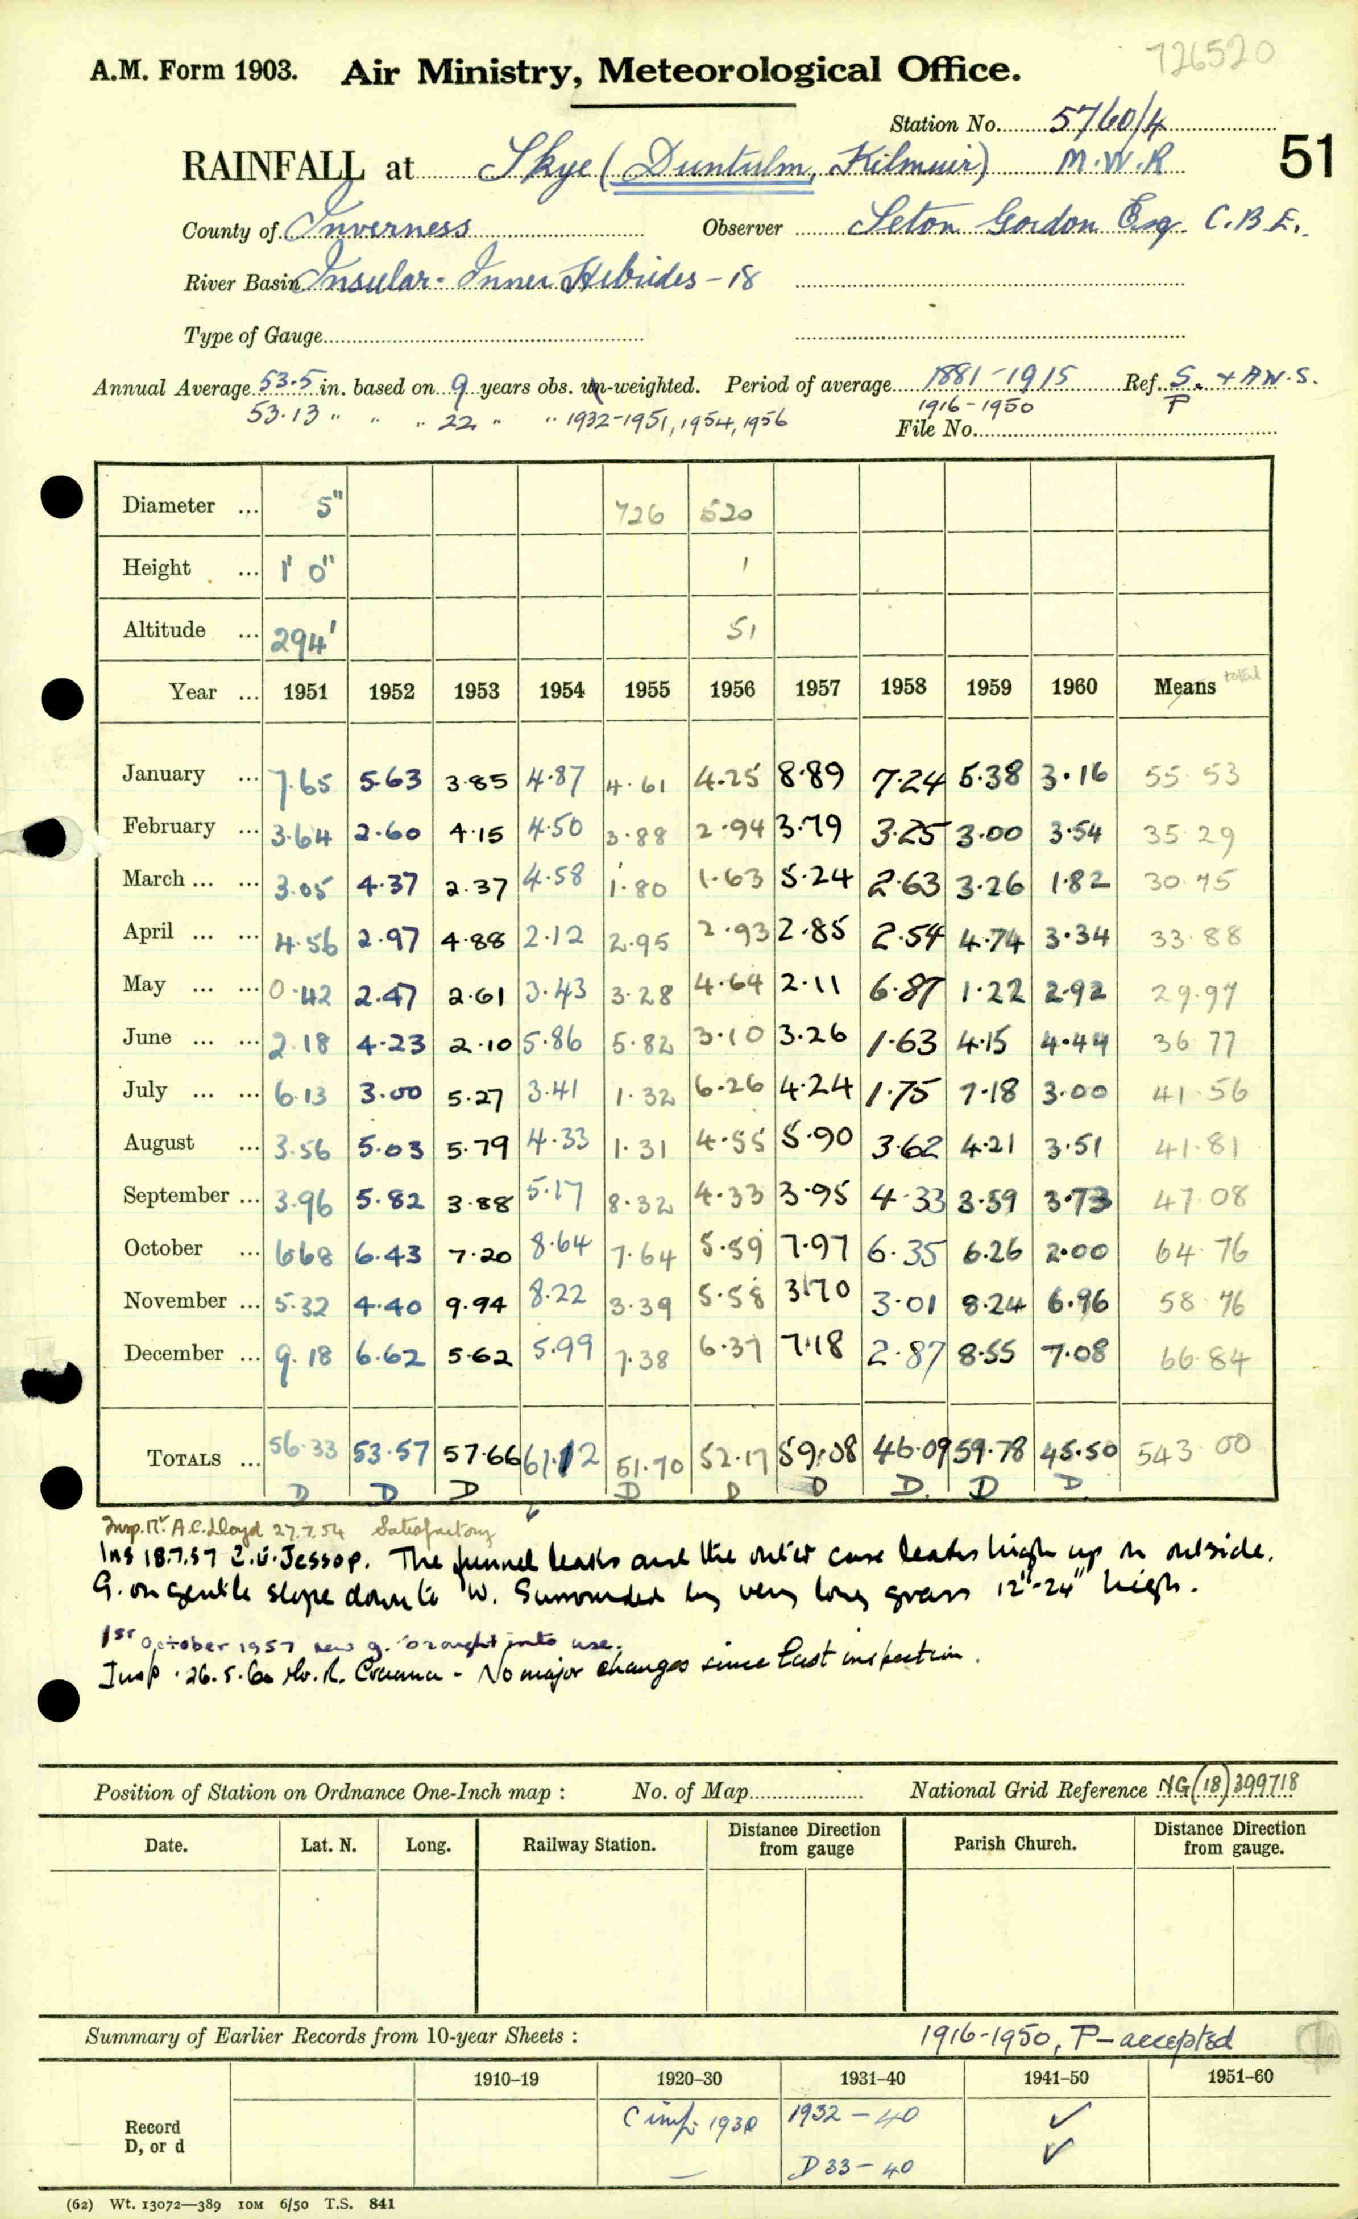 726520
A.M. Form 1903. Air Ministry, Meteorological Office.
Station No. 5760/4
RAINFALL at Skye (Duntulm, Kilmuir) M.W.R 51
County of Inverness Observer Seton Gordon Esq. C.B.E.
River Basin Insular - Inner Hebrides - 18
Type of Gauge
Annual Average 53.5 in. based on 9 years obs. un-weighted. Period of average 1881-1915 Ref. S. & A.W.S.
53.13 " " " 22 " " 1932-1951, 1954, 1956 1916-1950 P
File No.
Diameter ... 5" 726 520
Height ... 1' 0" 1
Altitude ... 294' 51
Year ... 1951 1952 1953 1954 1955 1956 1957 1958 1959 1960 Means total
January ... 7.65 5.63 3.85 4.87 4.61 4.25 8.89 7.24 5.38 3.16 55.53
February ... 3.64 2.60 4.15 4.50 3.88 2.94 3.79 3.25 3.00 3.54 35.29
March ... ... 3.05 4.37 2.37 4.58 1.80 1.63 5.24 2.63 3.26 1.82 30.75
April ... ... 4.56 2.97 4.88 2.12 2.95 2.93 2.85 2.54 4.74 3.34 33.88
May ... ... 0.42 2.47 2.61 3.43 3.28 4.64 2.11 6.87 1.22 2.92 29.97
June ... ... 2.18 4.23 2.10 5.86 5.82 3.10 3.26 1.63 4.15 4.44 36.77
July ... ... 6.13 3.00 5.27 3.41 1.32 6.26 4.24 1.75 7.18 3.00 41.56
August ... 3.56 5.03 5.79 4.33 1.31 4.55 5.90 3.62 4.21 3.51 41.81
September ... 3.96 5.82 3.88 5.17 8.32 4.33 3.95 4.33 3.59 3.73 47.08
October ... 6.68 6.43 7.20 8.64 7.64 5.59 7.97 6.35 6.26 2.00 64.76
November ... 5.32 4.40 9.94 8.22 3.39 5.58 3.70 3.01 8.24 6.96 58.76
December ... 9.18 6.62 5.62 5.99 7.38 6.37 7.18 2.87 8.55 7.08 66.84
TOTALS ... 56.33 53.57 57.66 61.12 51.70 52.17 59.08 46.09 59.78 45.50 543.00
D D D D D D D. D D
Insp. Mr A.C. Lloyd 27.7.54 Satisfactory
Ins 18.7.57 Jessop. The funnel leaks and the outer case leaks high up on outside.
G. on gentle slope down to W. Surrounded by very long grass 12"-24" high.
1st October 1957 new g. brought into use.
Insp. 26.5.60 Mr. R. - No major changes since last inspection.
Position of Station on Ordnance One-Inch map : No. of Map National Grid Reference NG(18)399718
Date. Lat. N. Long. Railway Station. Distance Direction from gauge Parish Church. Distance Direction from gauge.
Summary of Earlier Records from 10-year Sheets : 1916-1950, P-accepted
1910–19 1920–30 1931–40 1941–50 1951–60
Record C imp. 1930 1932 - 40 ✓
D, or d — D 33 - 40 ✓
(62) Wt. 13072—389 10M 6/50 T.S. 841